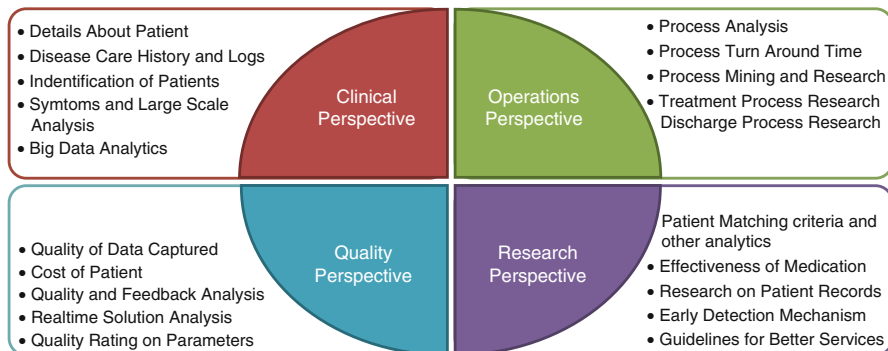 • Details About Patient
• Disease Care History and Logs
• Indentification of Patients
• Symtoms and Large Scale
Analysis
• Big Data Analytics
Clinical
Perspective
Operations
Perspective
• Process Analysis
• Process Turn Around Time
• Process Mining and Research
• Treatment Process Research
Discharge Process Research
• Quality of Data Captured
• Cost of Patient
• Quality and Feedback Analysis
• Realtime Solution Analysis
• Quality Rating on Parameters
Quality
Perspective
Research
Perspective
Patient Matching criteria and
other analytics
• Effectiveness of Medication
• Research on Patient Records
• Early Detection Mechanism
• Guidelines for Better Services